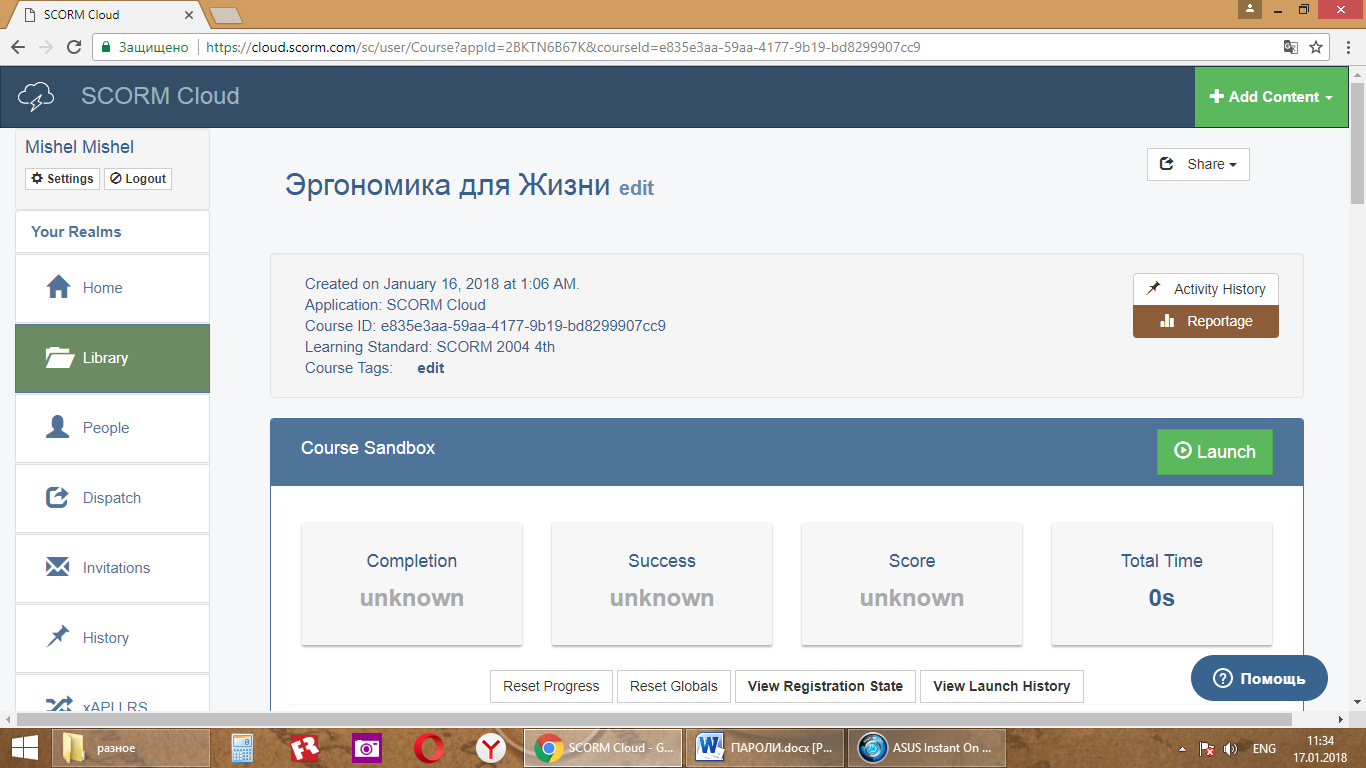 SCORM Cloud
Защищено
https://cloud.scorm.com/sc/user/Course?appId=2BKTN6B67K&courseId=e835e3aa-59aa-4177-9b19-bd8299907cc9
SCORM Cloud
Add Content
Mishel Mishel
Settings
Logout
Your Realms
Home
Library
People
Dispatch
Invitations
History
xAPI LRS
Share
Эргономика для Жизни edit
Created on January 16, 2018 at 1:06 AM.
Application: SCORM Cloud
Course ID: e835e3aa-59aa-4177-9b19-bd8299907cc9
Learning Standard: SCORM 2004 4th
Course Tags: edit
Activity History
Reportage
Course Sandbox
Launch
Completion
unknown
Success
unknown
Score
unknown
Total Time
0s
Reset Progress
Reset Globals
View Registration State
View Launch History
Помощь
разное
SCORM Cloud - G...
ПАРОЛИ.docx [P...
ASUS Instant On ...
ENG
11:34
17.01.2018